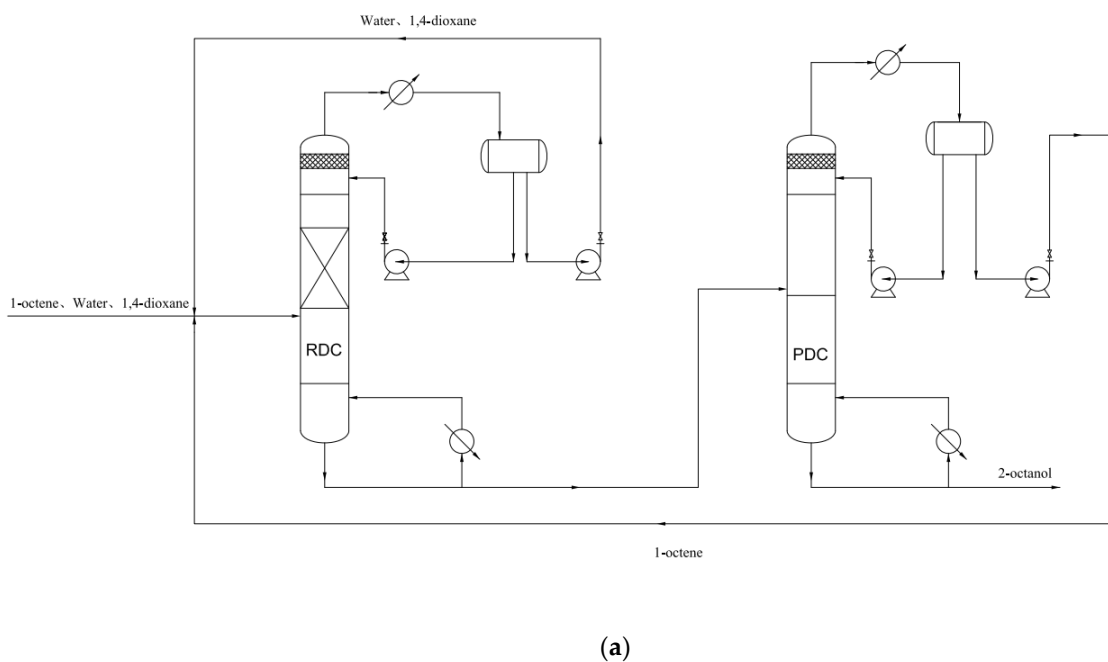 Water、1,4-dioxane
1-octene、Water、1,4-dioxane
RDC
PDC
2-octanol
1-octene
(a)